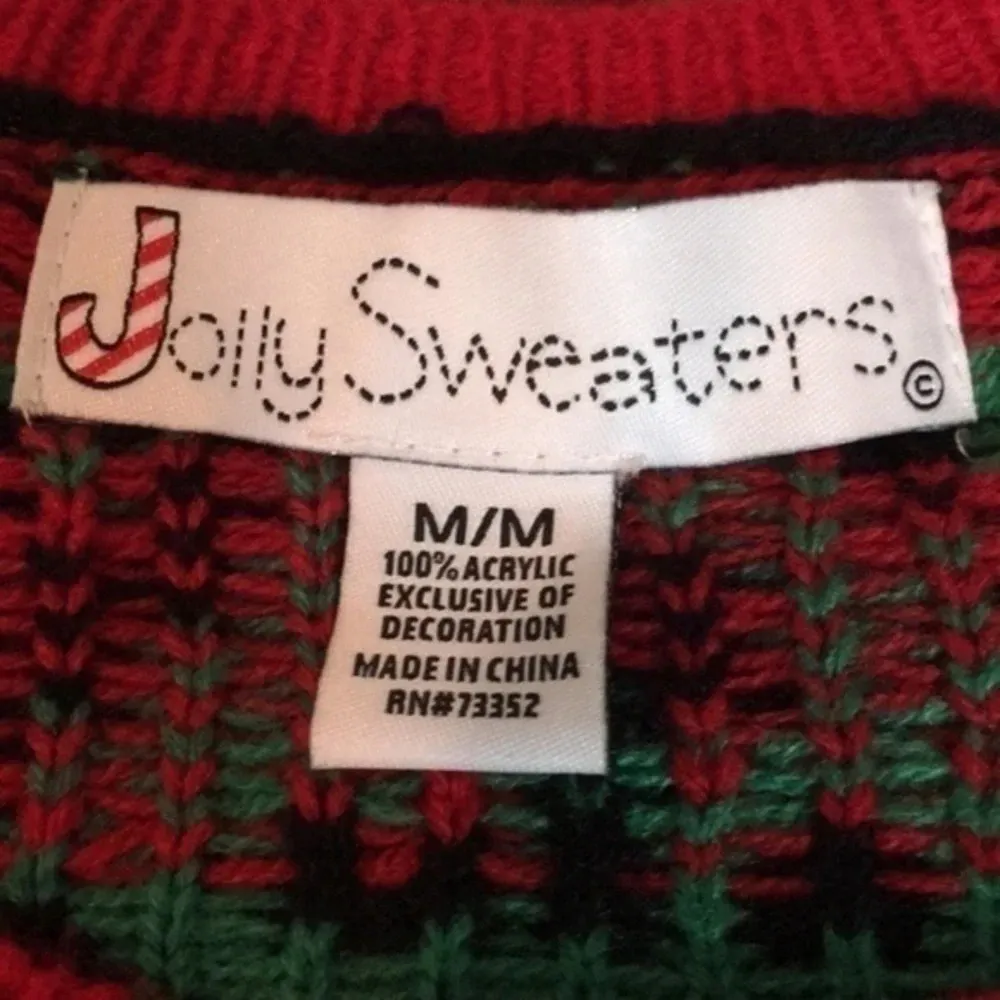 Jolly Sweaters ©
M/M
100% ACRYLIC
EXCLUSIVE OF
DECORATION
MADE IN CHINA
RN#73352